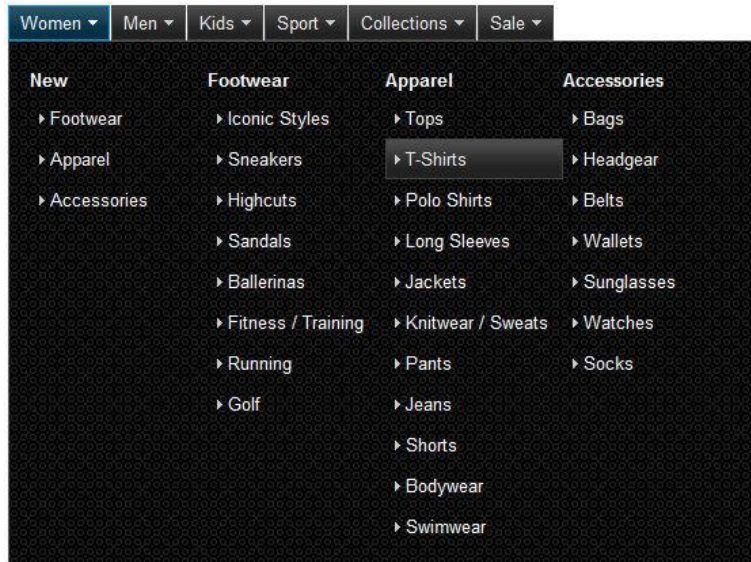 Women
Men
Kids
Sport
Collections
Sale
New
Footwear
Apparel
Accessories
Footwear
Iconic Styles
Sneakers
Highcuts
Sandals
Ballerinas
Fitness / Training
Running
Golf
Apparel
Tops
T-Shirts
Polo Shirts
Long Sleeves
Jackets
Knitwear / Sweats
Pants
Jeans
Shorts
Bodywear
Swimwear
Accessories
Bags
Headgear
Belts
Wallets
Sunglasses
Watches
Socks